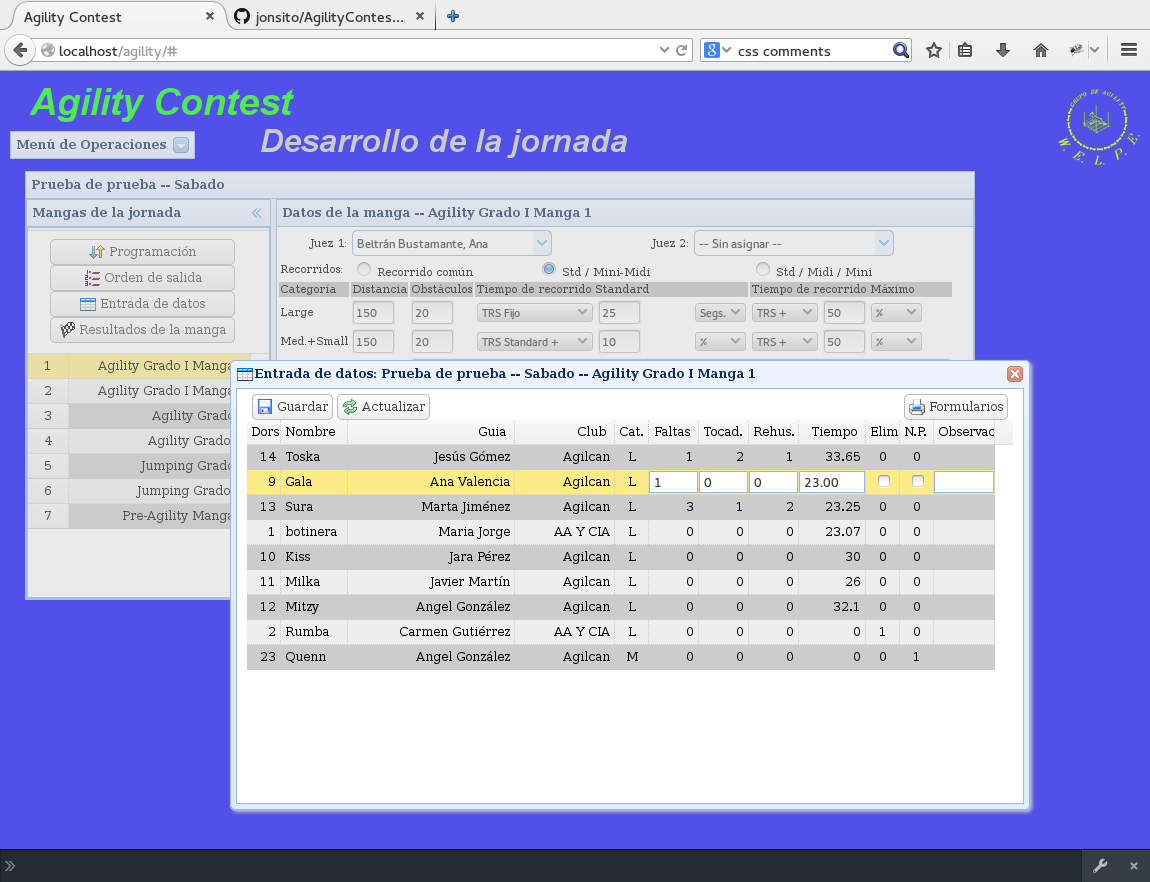 Agility Contest
jonsito/AgilityContes...
localhost/agility/#
css comments
Agility Contest
GRUPO DE AGILITY
W. E. L. P. E.
Menú de Operaciones
Desarrollo de la jornada
Prueba de prueba -- Sabado
Mangas de la jornada «
Datos de la manga -- Agility Grado I Manga 1
Programación
Orden de salida
Entrada de datos
Resultados de la manga
Juez 1: Beltrán Bustamante, Ana Juez 2: -- Sin asignar --
Recorridos: Recorrido común Std / Mini-Midi Std / Midi / Mini
Categoría Distancia Obstáculos Tiempo de recorrido Standard Tiempo de recorrido Máximo
Large 150 20 TRS Fijo 25 Segs. TRS + 50 %
Med.+Small 150 20 TRS Standard + 10 % TRS + 50 %
1 Agility Grado I Manga
2 Agility Grado I Manga
3 Agility Grado
4 Agility Grado
5 Jumping Grado
6 Jumping Grado
7 Pre-Agility Manga
Entrada de datos: Prueba de prueba -- Sabado -- Agility Grado I Manga 1
Guardar Actualizar Formularios
Dors Nombre Guia Club Cat. Faltas Tocad. Rehus. Tiempo Elim N.P. Observac
14 Toska Jesús Gómez Agilcan L 1 2 1 33.65 0 0
9 Gala Ana Valencia Agilcan L 1 0 0 23.00
13 Sura Marta Jiménez Agilcan L 3 1 2 23.25 0 0
1 botinera Maria Jorge AA Y CIA L 0 0 0 23.07 0 0
10 Kiss Jara Pérez Agilcan L 0 0 0 30 0 0
11 Milka Javier Martín Agilcan L 0 0 0 26 0 0
12 Mitzy Angel González Agilcan L 0 0 0 32.1 0 0
2 Rumba Carmen Gutiérrez AA Y CIA L 0 0 0 0 1 0
23 Quenn Angel González Agilcan M 0 0 0 0 0 1